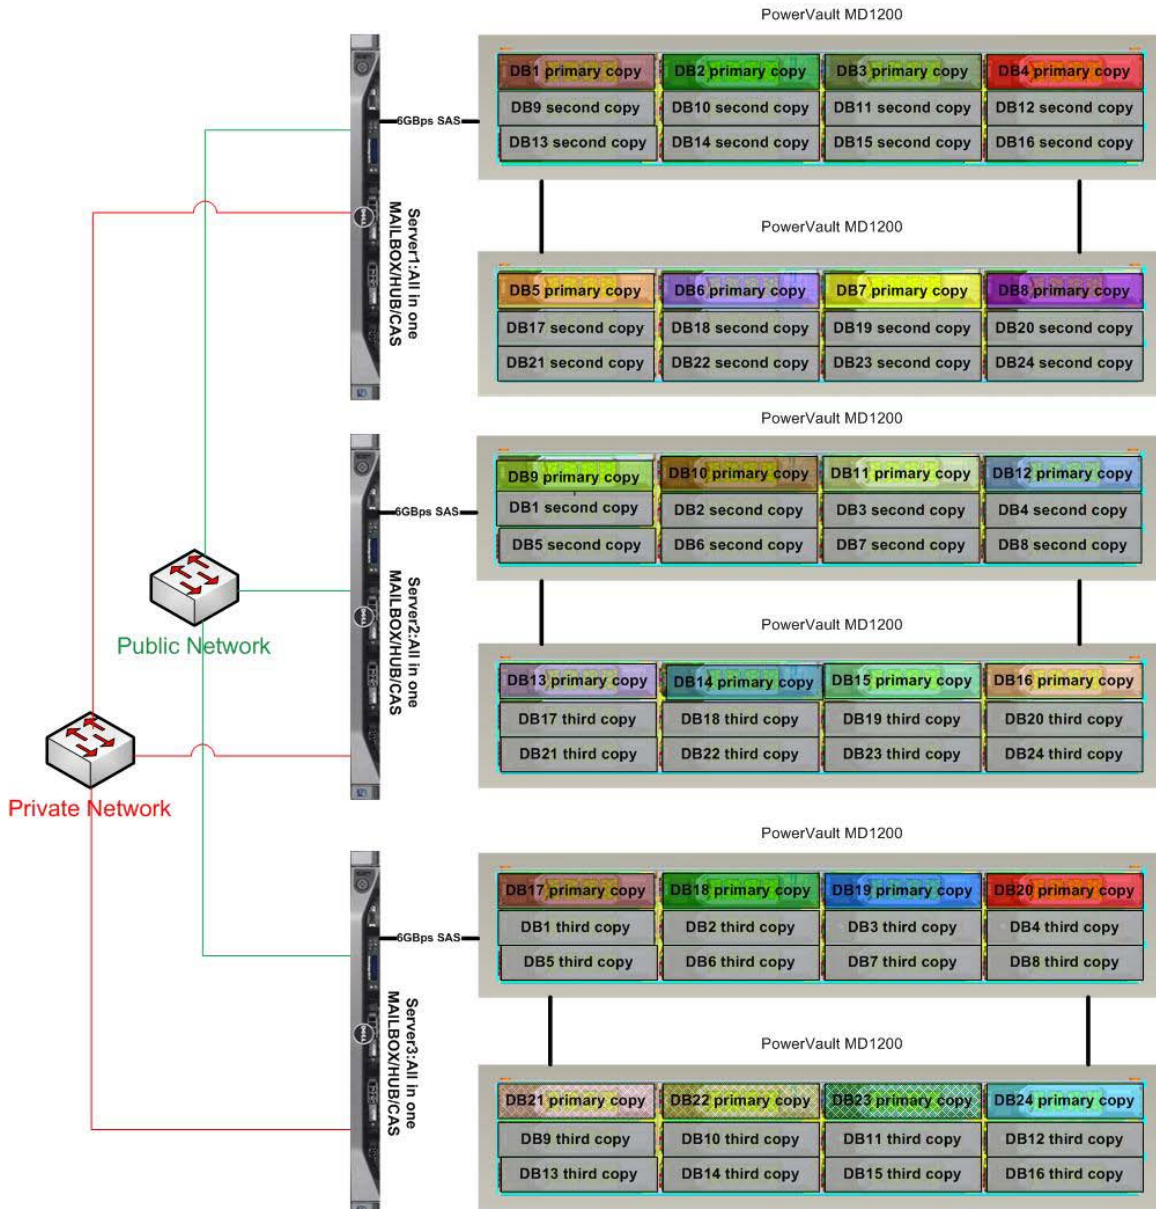 PowerVault MD1200
DB1 primary copy
DB2 primary copy
DB3 primary copy
DB4 primary copy
DB9 second copy
DB10 second copy
DB11 second copy
DB12 second copy
DB13 second copy
DB14 second copy
DB15 second copy
DB16 second copy
6GBps SAS
Server1:All in one
MAILBOX/HUB/CAS
PowerVault MD1200
DB5 primary copy
DB6 primary copy
DB7 primary copy
DB8 primary copy
DB17 second copy
DB18 second copy
DB19 second copy
DB20 second copy
DB21 second copy
DB22 second copy
DB23 second copy
DB24 second copy
PowerVault MD1200
DB9 primary copy
DB10 primary copy
DB11 primary copy
DB12 primary copy
DB1 second copy
DB2 second copy
DB3 second copy
DB4 second copy
DB5 second copy
DB6 second copy
DB7 second copy
DB8 second copy
6GBps SAS
Server2:All in one
MAILBOX/HUB/CAS
Public Network
PowerVault MD1200
DB13 primary copy
DB14 primary copy
DB15 primary copy
DB16 primary copy
DB17 third copy
DB18 third copy
DB19 third copy
DB20 third copy
DB21 third copy
DB22 third copy
DB23 third copy
DB24 third copy
Private Network
PowerVault MD1200
DB17 primary copy
DB18 primary copy
DB19 primary copy
DB20 primary copy
DB1 third copy
DB2 third copy
DB3 third copy
DB4 third copy
DB5 third copy
DB6 third copy
DB7 third copy
DB8 third copy
6GBps SAS
Server3:All in one
MAILBOX/HUB/CAS
PowerVault MD1200
DB21 primary copy
DB22 primary copy
DB23 primary copy
DB24 primary copy
DB9 third copy
DB10 third copy
DB11 third copy
DB12 third copy
DB13 third copy
DB14 third copy
DB15 third copy
DB16 third copy